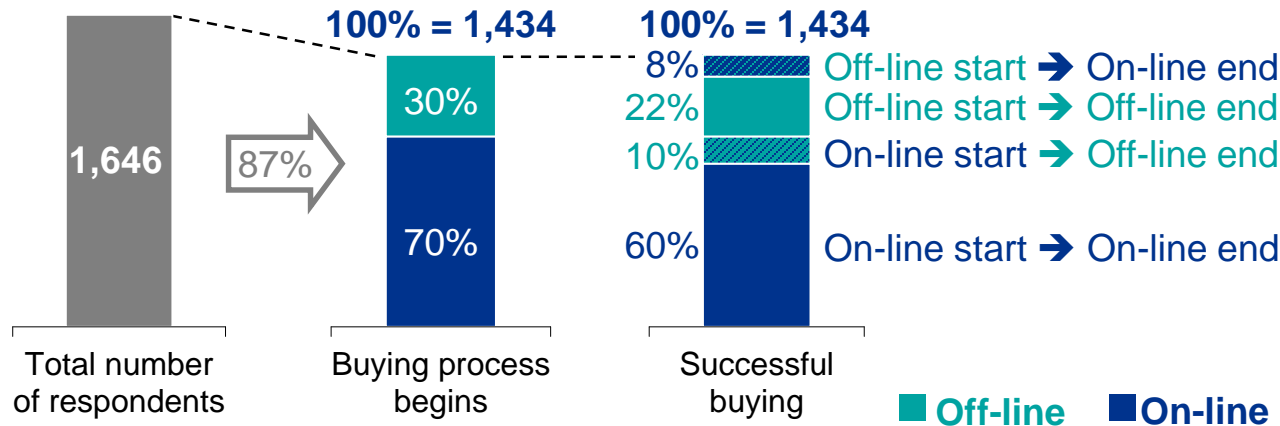 100% = 1,434
100% = 1,434
1,646
87%
30%
70%
8%
Off-line start ➔ On-line end
22%
Off-line start ➔ Off-line end
10%
On-line start ➔ Off-line end
60%
On-line start ➔ On-line end
Total number
of respondents
Buying process
begins
Successful
buying
Off-line
On-line